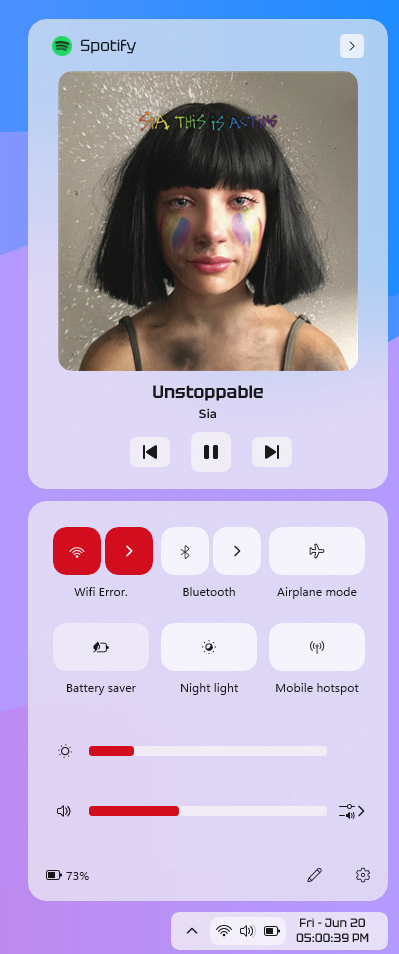 Spotify
SIA THIS IS ACTING
Unstoppable
Sia
Wifi Error.
Bluetooth
Airplane mode
Battery saver
Night light
Mobile hotspot
73%
Fri - Jun 20
05:00:39 PM